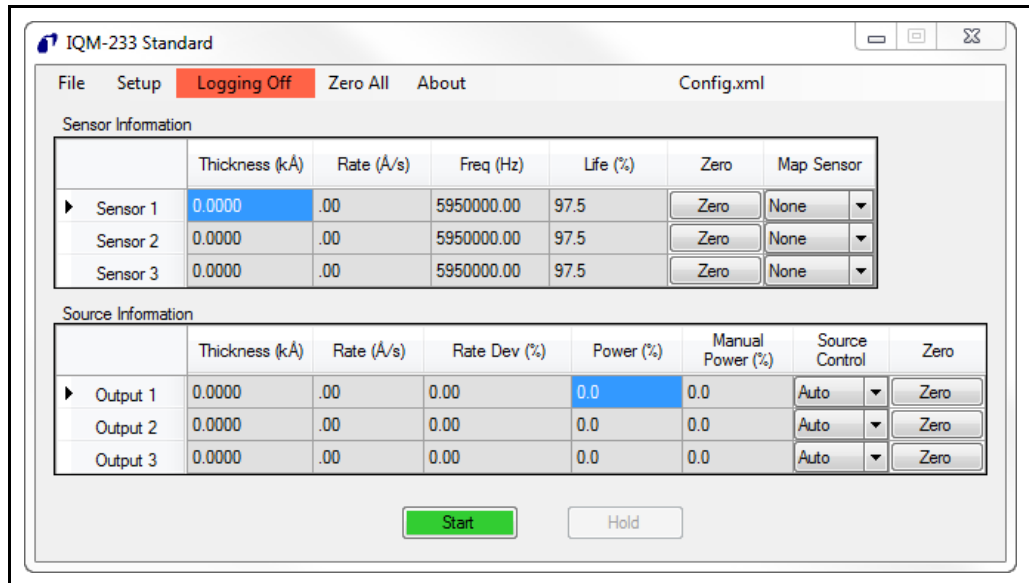 IQM-233 Standard
File Setup Logging Off Zero All About Config.xml
Sensor Information
Thickness (kÅ) Rate (Å/s) Freq (Hz) Life (%) Zero Map Sensor
Sensor 1 0.0000 .00 5950000.00 97.5 Zero None
Sensor 2 0.0000 .00 5950000.00 97.5 Zero None
Sensor 3 0.0000 .00 5950000.00 97.5 Zero None
Source Information
Thickness (kÅ) Rate (Å/s) Rate Dev (%) Power (%) Manual Power (%) Source Control Zero
Output 1 0.0000 .00 0.00 0.0 0.0 Auto Zero
Output 2 0.0000 .00 0.00 0.0 0.0 Auto Zero
Output 3 0.0000 .00 0.00 0.0 0.0 Auto Zero
Start Hold